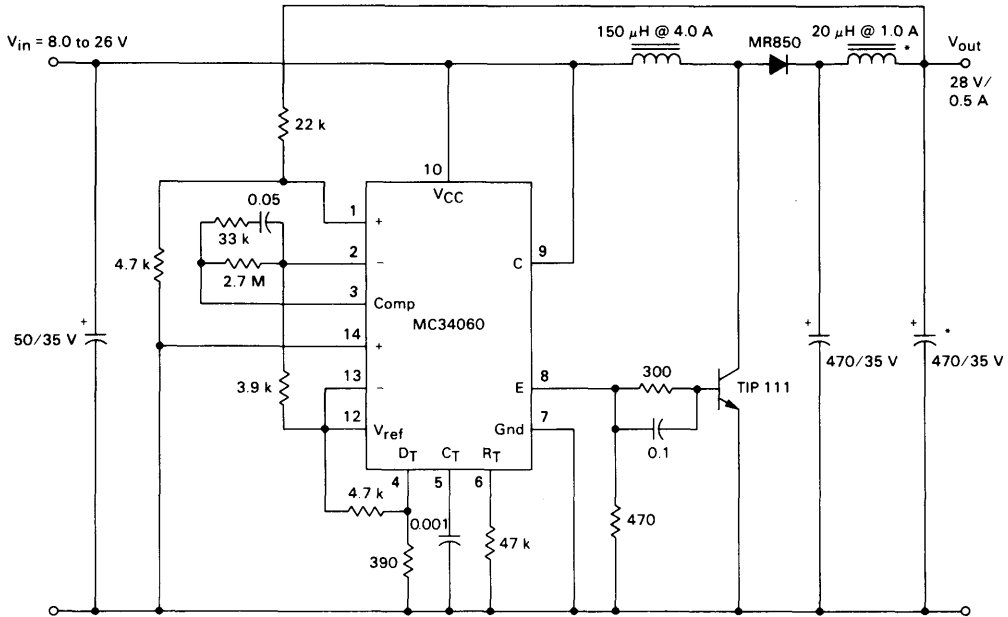 150 μH @ 4.0 A
20 μH @ 1.0 A
*
MR850
Vin = 8.0 to 26 V
Vout
28 V/
0.5 A
22 k
10
VCC
0.05
1
+
33 k
2
−
9
C
4.7 k
2.7 M
3
Comp
MC34060
14
+
+
50/35 V
+
470/35 V
+
*
470/35 V
3.9 k
13
−
8
E
300
TIP 111
12
Vref
7
Gnd
0.1
DT
CT
RT
4
5
6
4.7 k
0.001
390
47 k
470